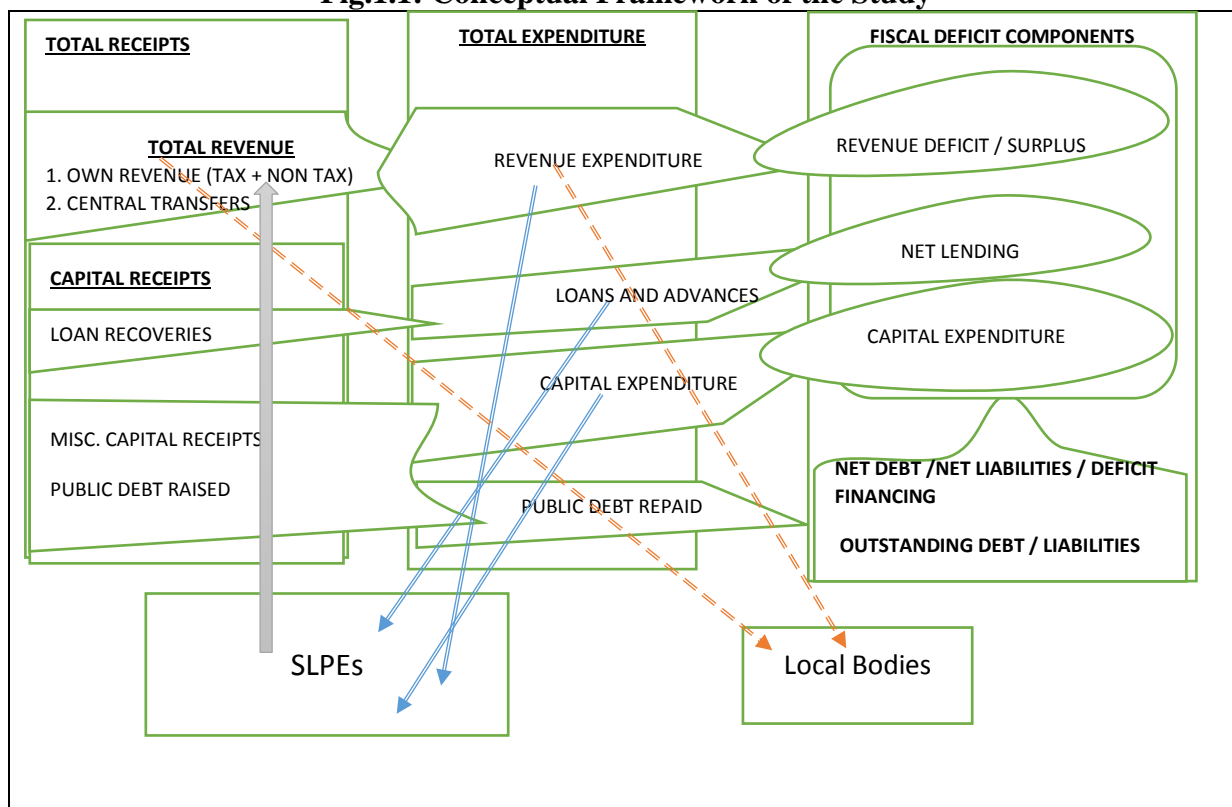 Fig.1.1: Conceptual Framework of the Study
TOTAL RECEIPTS
TOTAL REVENUE
1. OWN REVENUE (TAX + NON TAX)
2. CENTRAL TRANSFERS
CAPITAL RECEIPTS
LOAN RECOVERIES
MISC. CAPITAL RECEIPTS
PUBLIC DEBT RAISED
TOTAL EXPENDITURE
REVENUE EXPENDITURE
LOANS AND ADVANCES
CAPITAL EXPENDITURE
PUBLIC DEBT REPAID
FISCAL DEFICIT COMPONENTS
REVENUE DEFICIT / SURPLUS
NET LENDING
CAPITAL EXPENDITURE
NET DEBT /NET LIABILITIES / DEFICIT
FINANCING
OUTSTANDING DEBT / LIABILITIES
SLPEs
Local Bodies